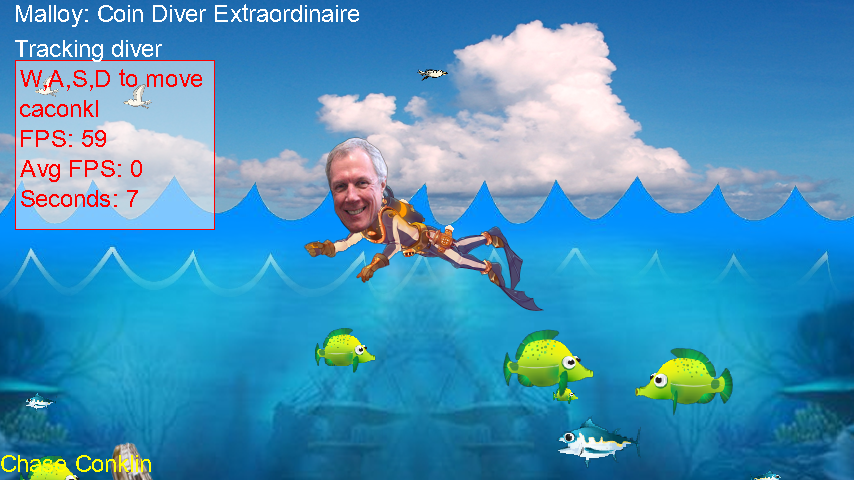 Malloy: Coin Diver Extraordinaire
Tracking diver
W,A,S,D to move
caconkl
FPS: 59
Avg FPS: 0
Seconds: 7
Chase Conklin